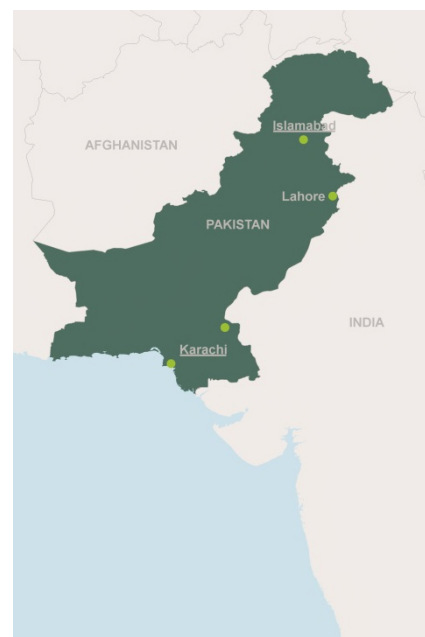 Islamabad
AFGHANISTAN
Lahore
PAKISTAN
INDIA
Karachi